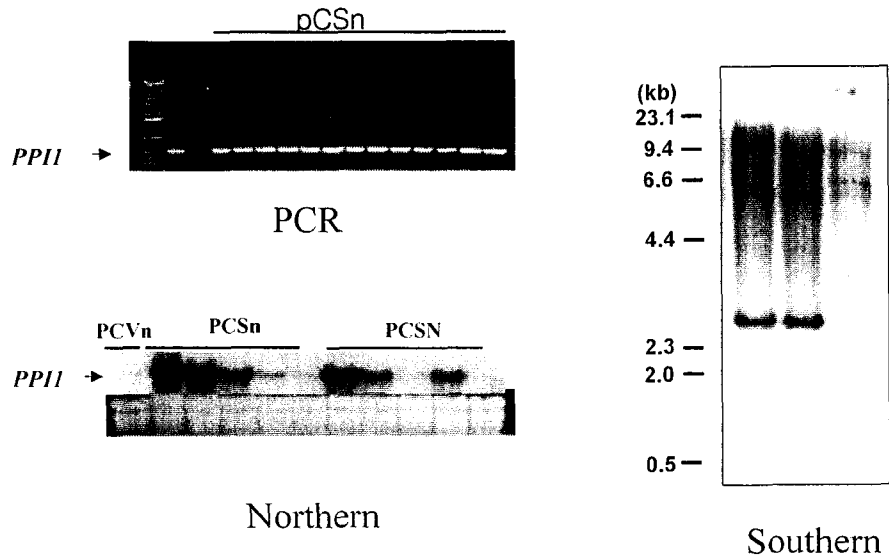 pCSn
PPI1
PCR
PCVn PCSn PCSN
PPI1
Northern
(kb)
23.1
9.4
6.6
4.4
2.3
2.0
0.5
Southern